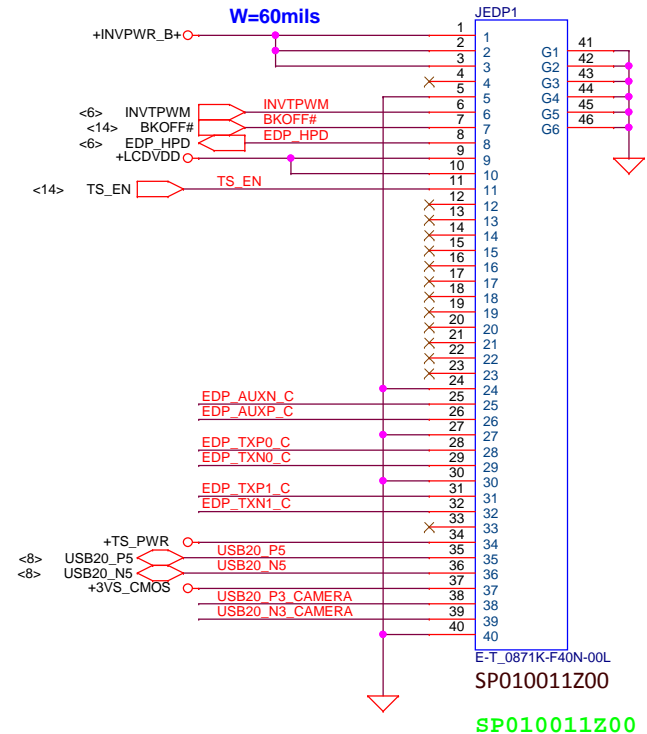 W=60mils
JEDP1
+INVPWR_B+
1 1
2 2
3 3
4 4
5 5
<6> INVTPWM INVTPWM 6 6
<14> BKOFF# BKOFF# 7 7
<6> EDP_HPD EDP_HPD 8 8
+LCDVDD 9 9
10 10
<14> TS_EN TS_EN 11 11
12 12
13 13
14 14
15 15
16 16
17 17
18 18
19 19
20 20
21 21
22 22
23 23
24 24
EDP_AUXN_C 25 25
EDP_AUXP_C 26 26
27 27
EDP_TXP0_C 28 28
EDP_TXN0_C 29 29
30 30
EDP_TXP1_C 31 31
EDP_TXN1_C 32 32
33 33
+TS_PWR 34 34
<8> USB20_P5 USB20_P5 35 35
<8> USB20_N5 USB20_N5 36 36
+3VS_CMOS 37 37
USB20_P3_CAMERA 38 38
USB20_N3_CAMERA 39 39
40 40
G1 41
G2 42
G3 43
G4 44
G5 45
G6 46
E-T_0871K-F40N-00L
SP010011Z00
SP010011Z00